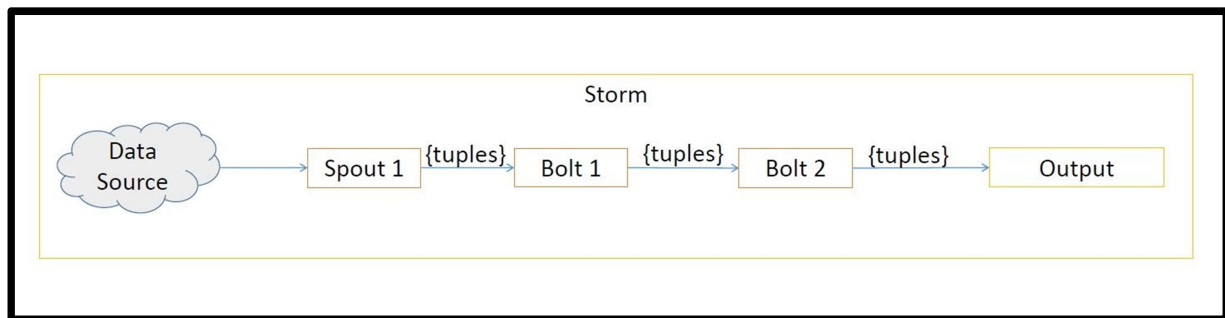 Storm
Data
Source
Spout 1
{tuples}
Bolt 1
{tuples}
Bolt 2
{tuples}
Output